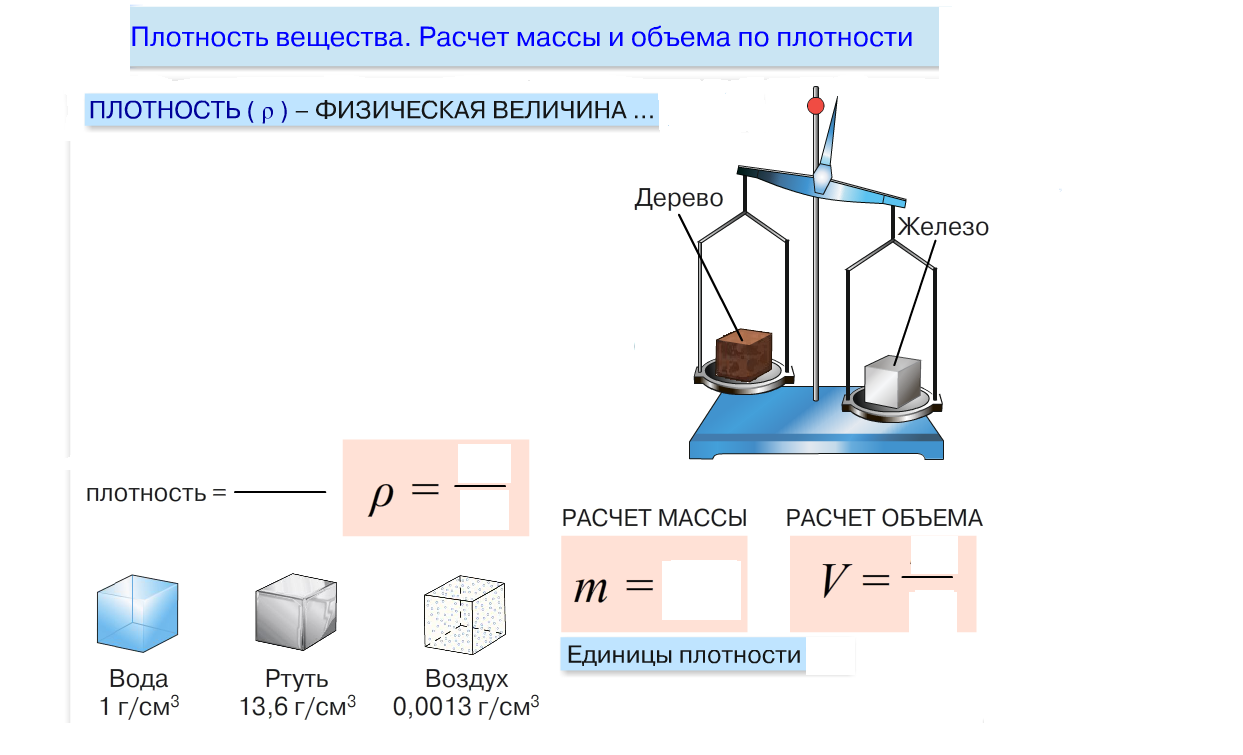 Плотность вещества. Расчет массы и объема по плотности
ПЛОТНОСТЬ ( ρ ) – ФИЗИЧЕСКАЯ ВЕЛИЧИНА ...
Дерево
Железо
плотность =
ρ =
РАСЧЕТ МАССЫ
РАСЧЕТ ОБЪЕМА
m =
V =
Единицы плотности
Вода
1 г/см³
Ртуть
13,6 г/см³
Воздух
0,0013 г/см³